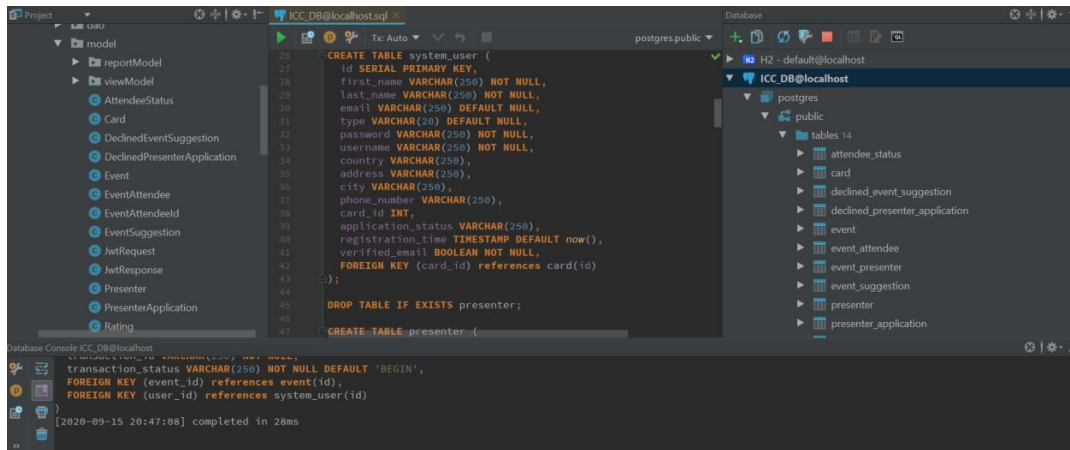 Project
ICC_DB@localhost.sql
Database
dao
model
reportModel
viewModel
AttendeeStatus
Card
DeclinedEventSuggestion
DeclinedPresenterApplication
Event
EventAttendee
EventAttendeeId
EventSuggestion
JwtRequest
JwtResponse
Presenter
PresenterApplication
Rating
Tx: Auto
postgres.public
26 CREATE TABLE system_user (
27 id SERIAL PRIMARY KEY,
28 first_name VARCHAR(250) NOT NULL,
29 last_name VARCHAR(250) NOT NULL,
30 email VARCHAR(250) DEFAULT NULL,
31 type VARCHAR(20) DEFAULT NULL,
32 password VARCHAR(250) NOT NULL,
33 username VARCHAR(250) NOT NULL,
34 country VARCHAR(250),
35 address VARCHAR(250),
36 city VARCHAR(250),
37 phone_number VARCHAR(250),
38 card_id INT,
39 application_status VARCHAR(250),
40 registration_time TIMESTAMP DEFAULT now(),
41 verified_email BOOLEAN NOT NULL,
42 FOREIGN KEY (card_id) references card(id)
43 );
44
45 DROP TABLE IF EXISTS presenter;
46
47 CREATE TABLE presenter (
H2 - default@localhost
ICC_DB@localhost
postgres
public
tables 14
attendee_status
card
declined_event_suggestion
declined_presenter_application
event
event_attendee
event_presenter
event_suggestion
presenter
presenter_application
Database Console ICC_DB@localhost
transaction_id VARCHAR(250) NOT NULL,
transaction_status VARCHAR(250) NOT NULL DEFAULT 'BEGIN',
FOREIGN KEY (event_id) references event(id),
FOREIGN KEY (user_id) references system_user(id)
)
[2020-09-15 20:47:08] completed in 28ms